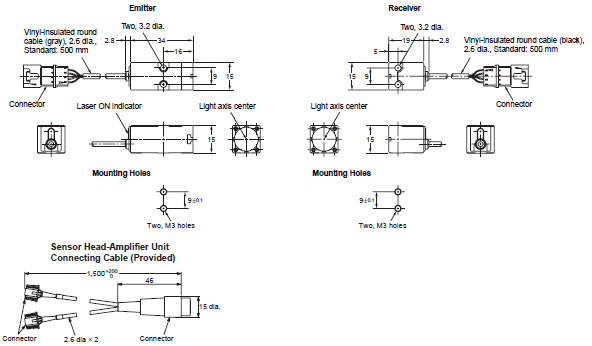 Emitter
Two, 3.2 dia.
Vinyl-insulated round
cable (gray), 2.6 dia.,
Standard: 500 mm
2.8
34
16
9
15
Connector
Laser ON indicator
Light axis center
15
Mounting Holes
9±0.1
Two, M3 holes
Receiver
Two, 3.2 dia.
Vinyl-insulated round cable (black),
2.6 dia., Standard: 500 mm
19
2.8
5
15
9
Connector
Light axis center
15
Mounting Holes
9±0.1
Two, M3 holes
Sensor Head-Amplifier Unit
Connecting Cable (Provided)
1,500 +200 0
46
15 dia.
Connector
2.6 dia × 2
Connector